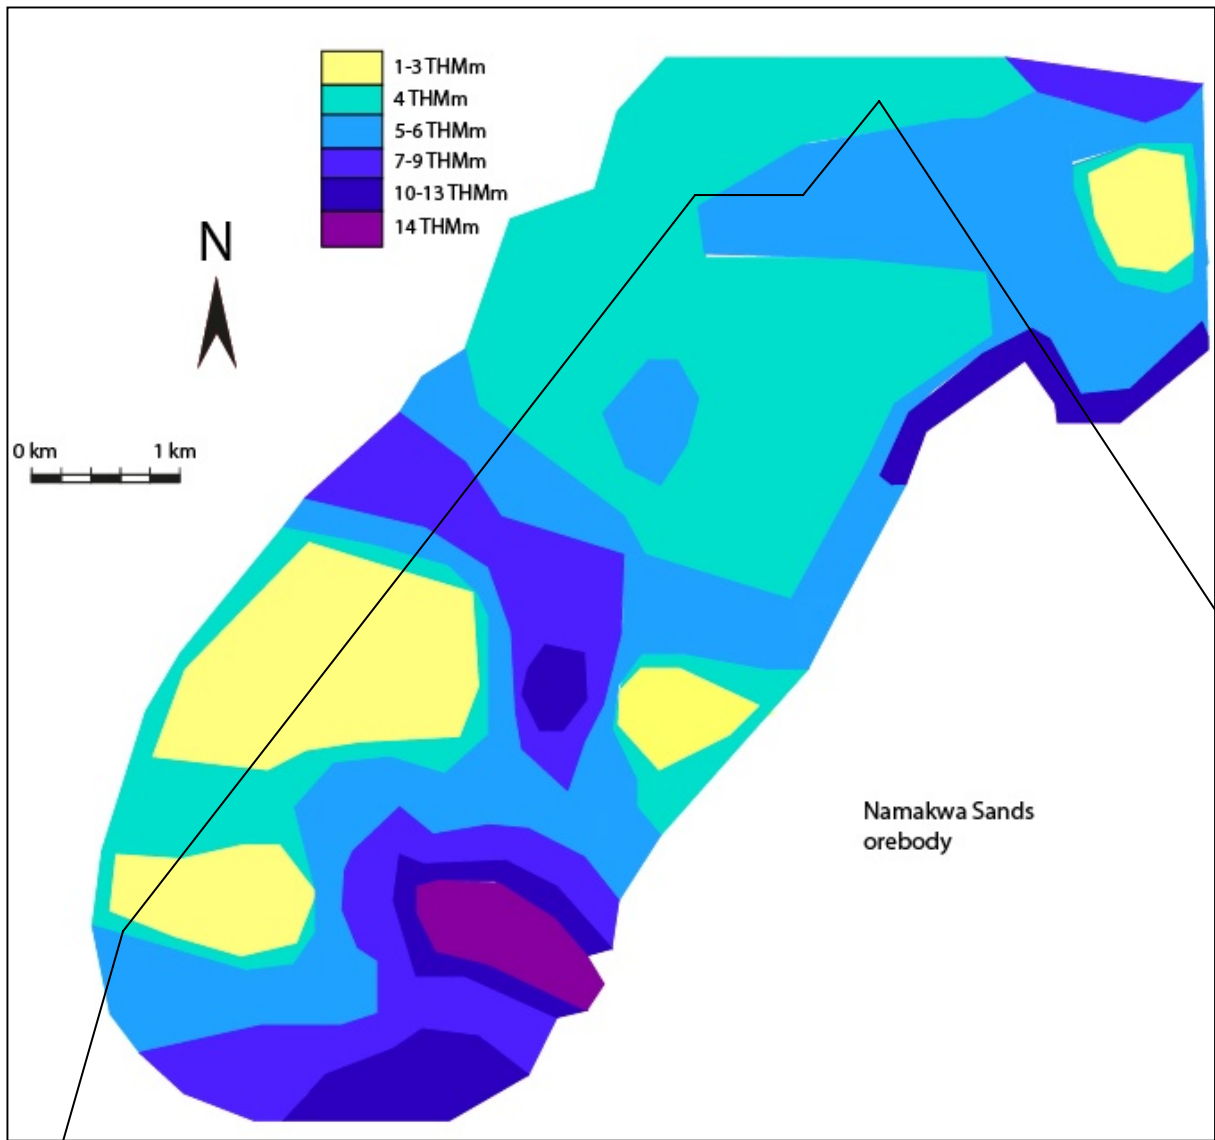 1-3 THMm
4 THMm
5-6 THMm
7-9 THMm
10-13 THMm
14 THMm
N
0 km 1 km
Namakwa Sands
orebody